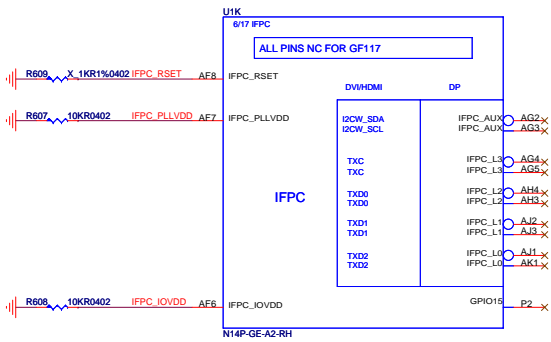 U1K
6/17 IFPC
ALL PINS NC FOR GF117
R609 X_1KR1%0402 IFPC_RSET AF8 IFPC_RSET
DVI/HDMI DP
R607 10KR0402 IFPC_PLLVDD AF7 IFPC_PLLVDD
I2CW_SDA IFPC_AUX AG2
I2CW_SCL IFPC_AUX AG3
TXC IFPC_L3 AG4
TXC IFPC_L3 AG5
TXD0 IFPC_L2 AH4
TXD0 IFPC_L2 AH3
IFPC
TXD1 IFPC_L1 AJ2
TXD1 IFPC_L1 AJ3
TXD2 IFPC_L0 AJ1
TXD2 IFPC_L0 AK1
R608 10KR0402 IFPC_IOVDD AF6 IFPC_IOVDD
GPIO15 P2
N14P-GE-A2-RH